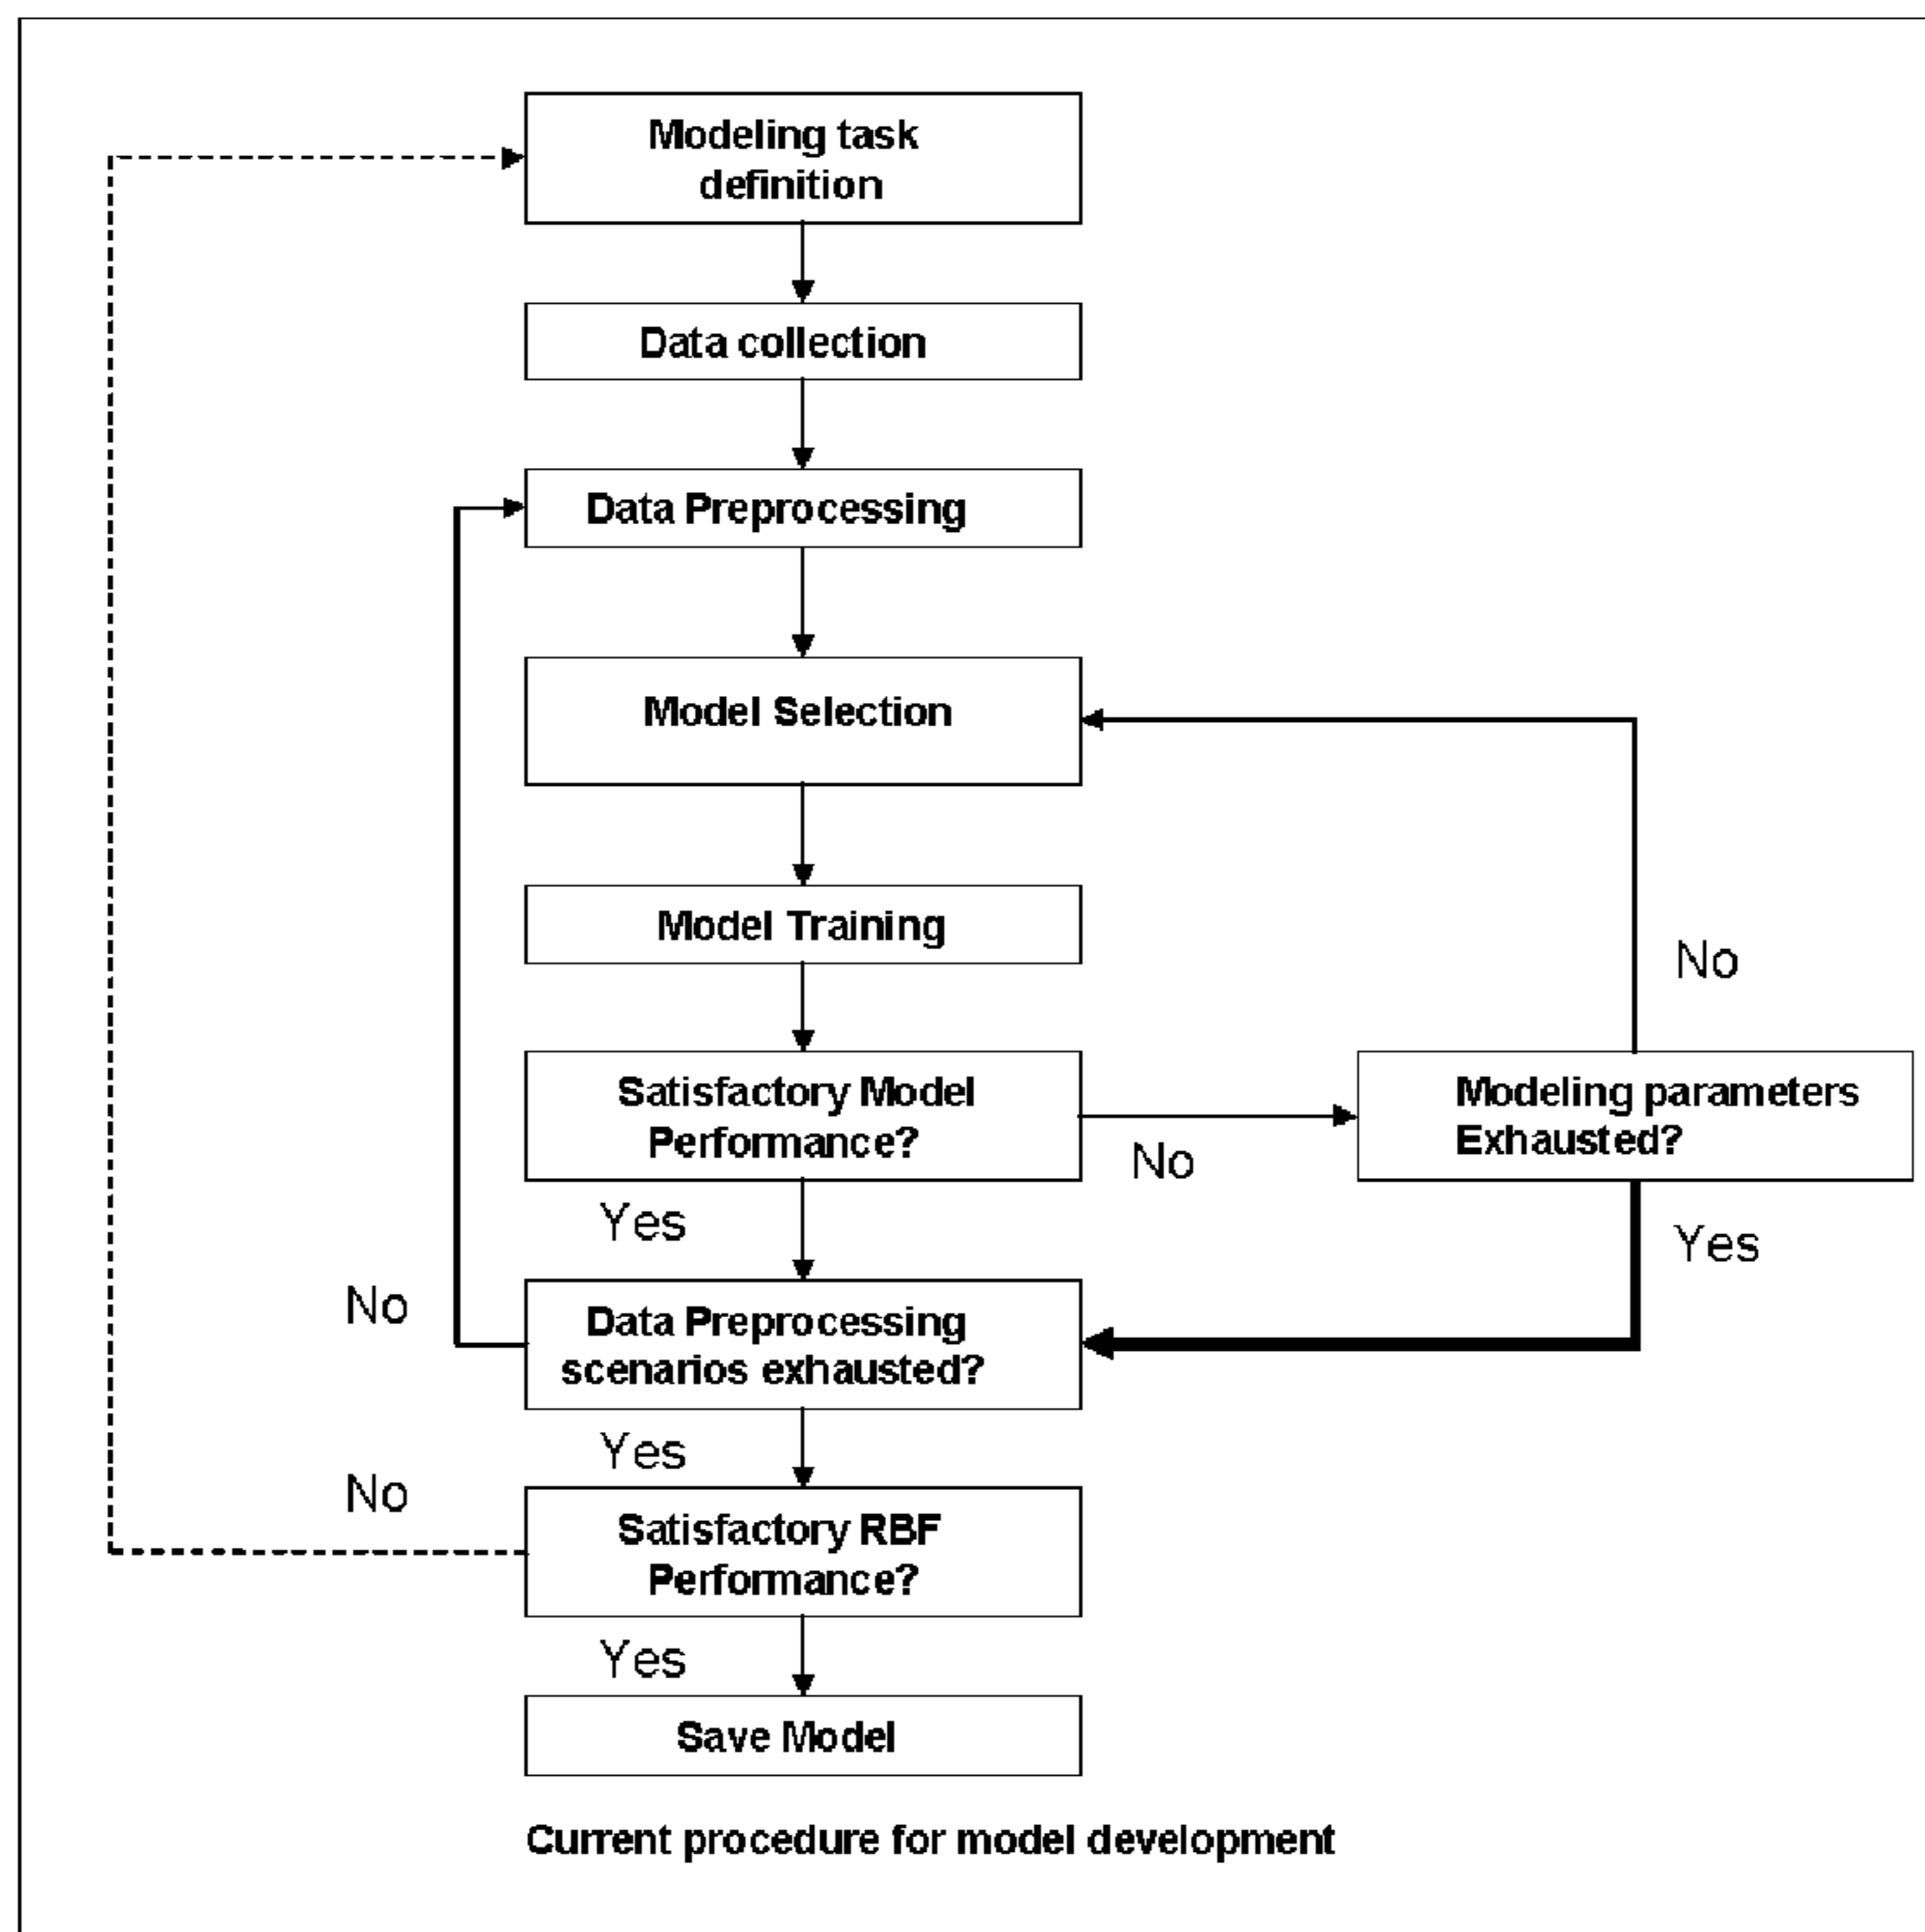 Modeling task
definition
Data collection
Data Preprocessing
Model Selection
Model Training
No
Satisfactory Model
Performance?
No
Modeling parameters
Exhausted?
Yes
Yes
No
Data Preprocessing
scenarios exhausted?
Yes
No
Satisfactory RBF
Performance?
Yes
Save Model
Current procedure for model development